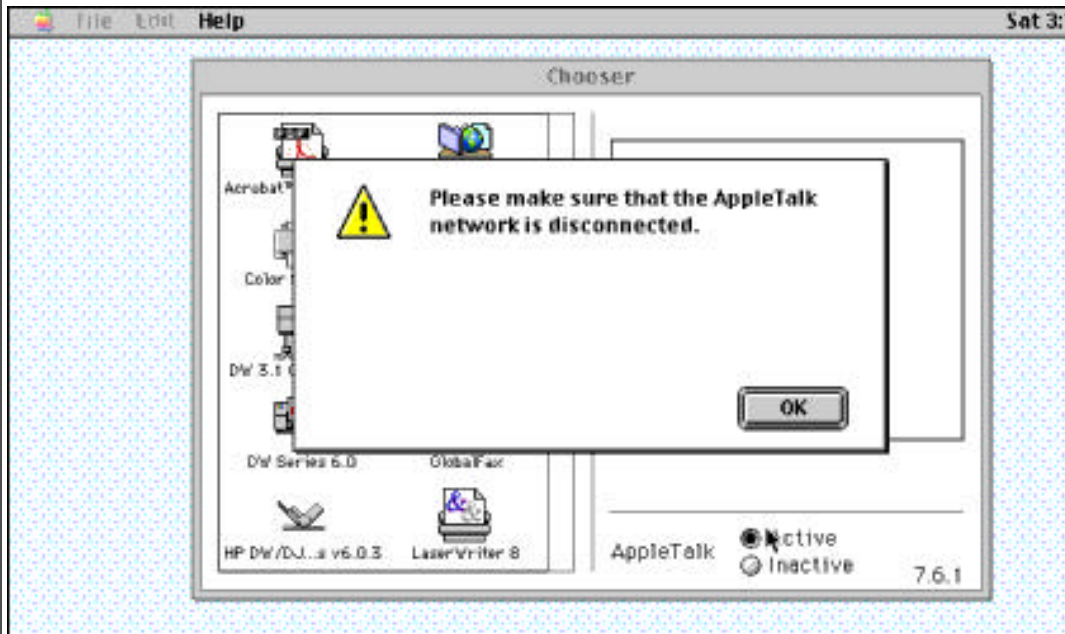 File Edit Help Sat 3:
Chooser
Acrobat™
Please make sure that the AppleTalk
network is disconnected.
Color
DW 3.1
OK
DW Series 6.0 GlobalFax
HP DW/DJ...s v6.0.3 LaserWriter 8
AppleTalk
Active
Inactive
7.6.1